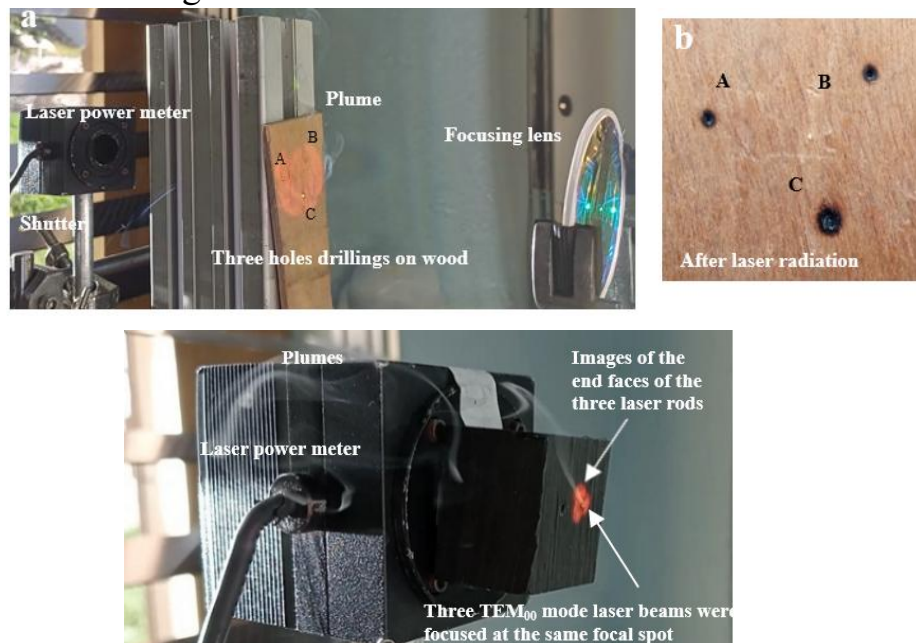 a
Plume
Laser power meter
B
A
Focusing lens
C
Shutter
Three holes drillings on wood
b
A
B
C
After laser radiation
Plumes
Images of the
end faces of the
three laser rods
Laser power meter
Three TEM₀₀ mode laser beams were
focused at the same focal spot